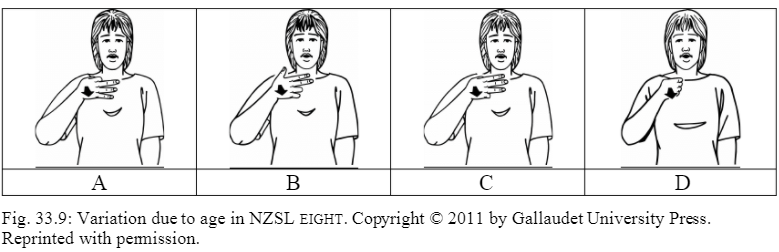 A B C D
Fig. 33.9: Variation due to age in NZSL EIGHT. Copyright © 2011 by Gallaudet University Press.
Reprinted with permission.